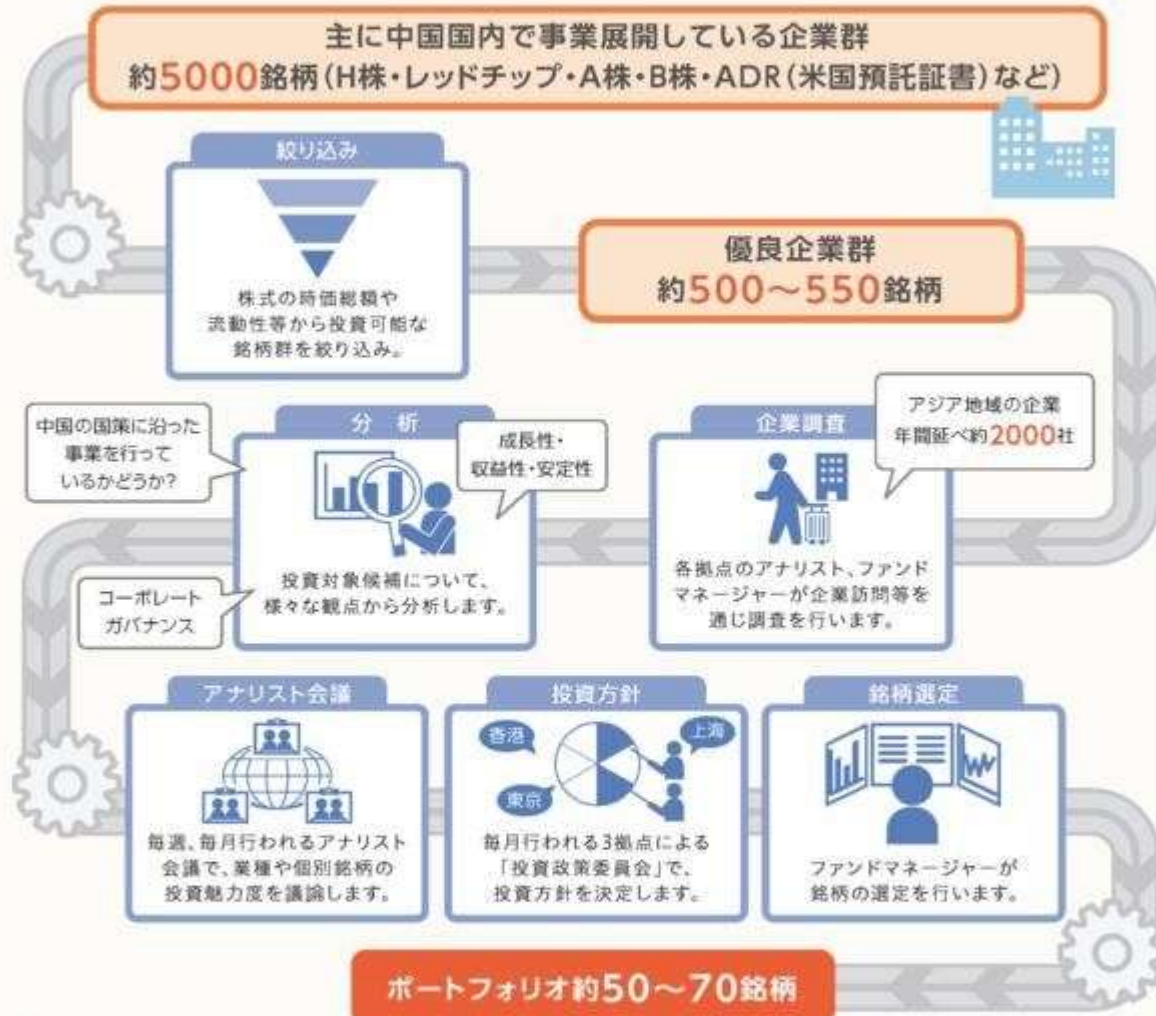 主に中国国内で事業展開している企業群
約5000銘柄(H株・レッドチップ・A株・B株・ADR(米国預託証書)など)
絞り込み
株式の時価総額や
流動性等から投資可能な
銘柄群を絞り込み。
優良企業群
約500〜550銘柄
企業調査
アジア地域の企業
年間延べ約2000社
各拠点のアナリスト、ファンド
マネージャーが企業訪問等を
通じ調査を行います。
分 析
中国の国策に沿った
事業を行って
いるかどうか?
成長性・
収益性・安定性
コーポレート
ガバナンス
投資対象候補について、
様々な観点から分析します。
アナリスト会議
毎週、毎月行われるアナリスト
会議で、業種や個別銘柄の
投資魅力度を議論します。
投資方針
香港
上海
東京
毎月行われる3拠点による
「投資政策委員会」で、
投資方針を決定します。
銘柄選定
ファンドマネージャーが
銘柄の選定を行います。
ポートフォリオ約50〜70銘柄